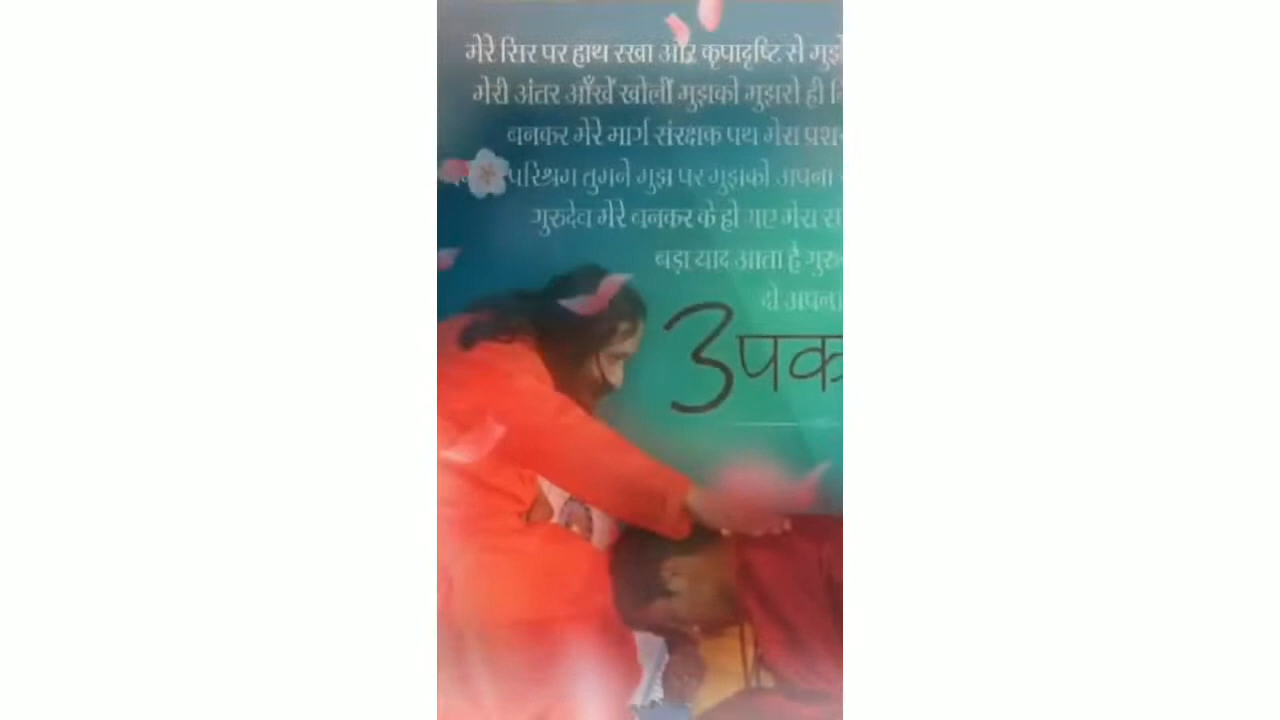 मेरे सिर पर हाथ रखा और कृपादृष्टि से
मेरी अंतर आँखें खोलीं मुझको मुझसे ही
बनकर मेरे मार्ग संरक्षक पथ मेरा
परिश्रम तुमने मुझ पर मुझको अपना
गुरुदेव मेरे बनकर के हो गए मेरा
बड़ा याद आता है
दो अपना
उपक